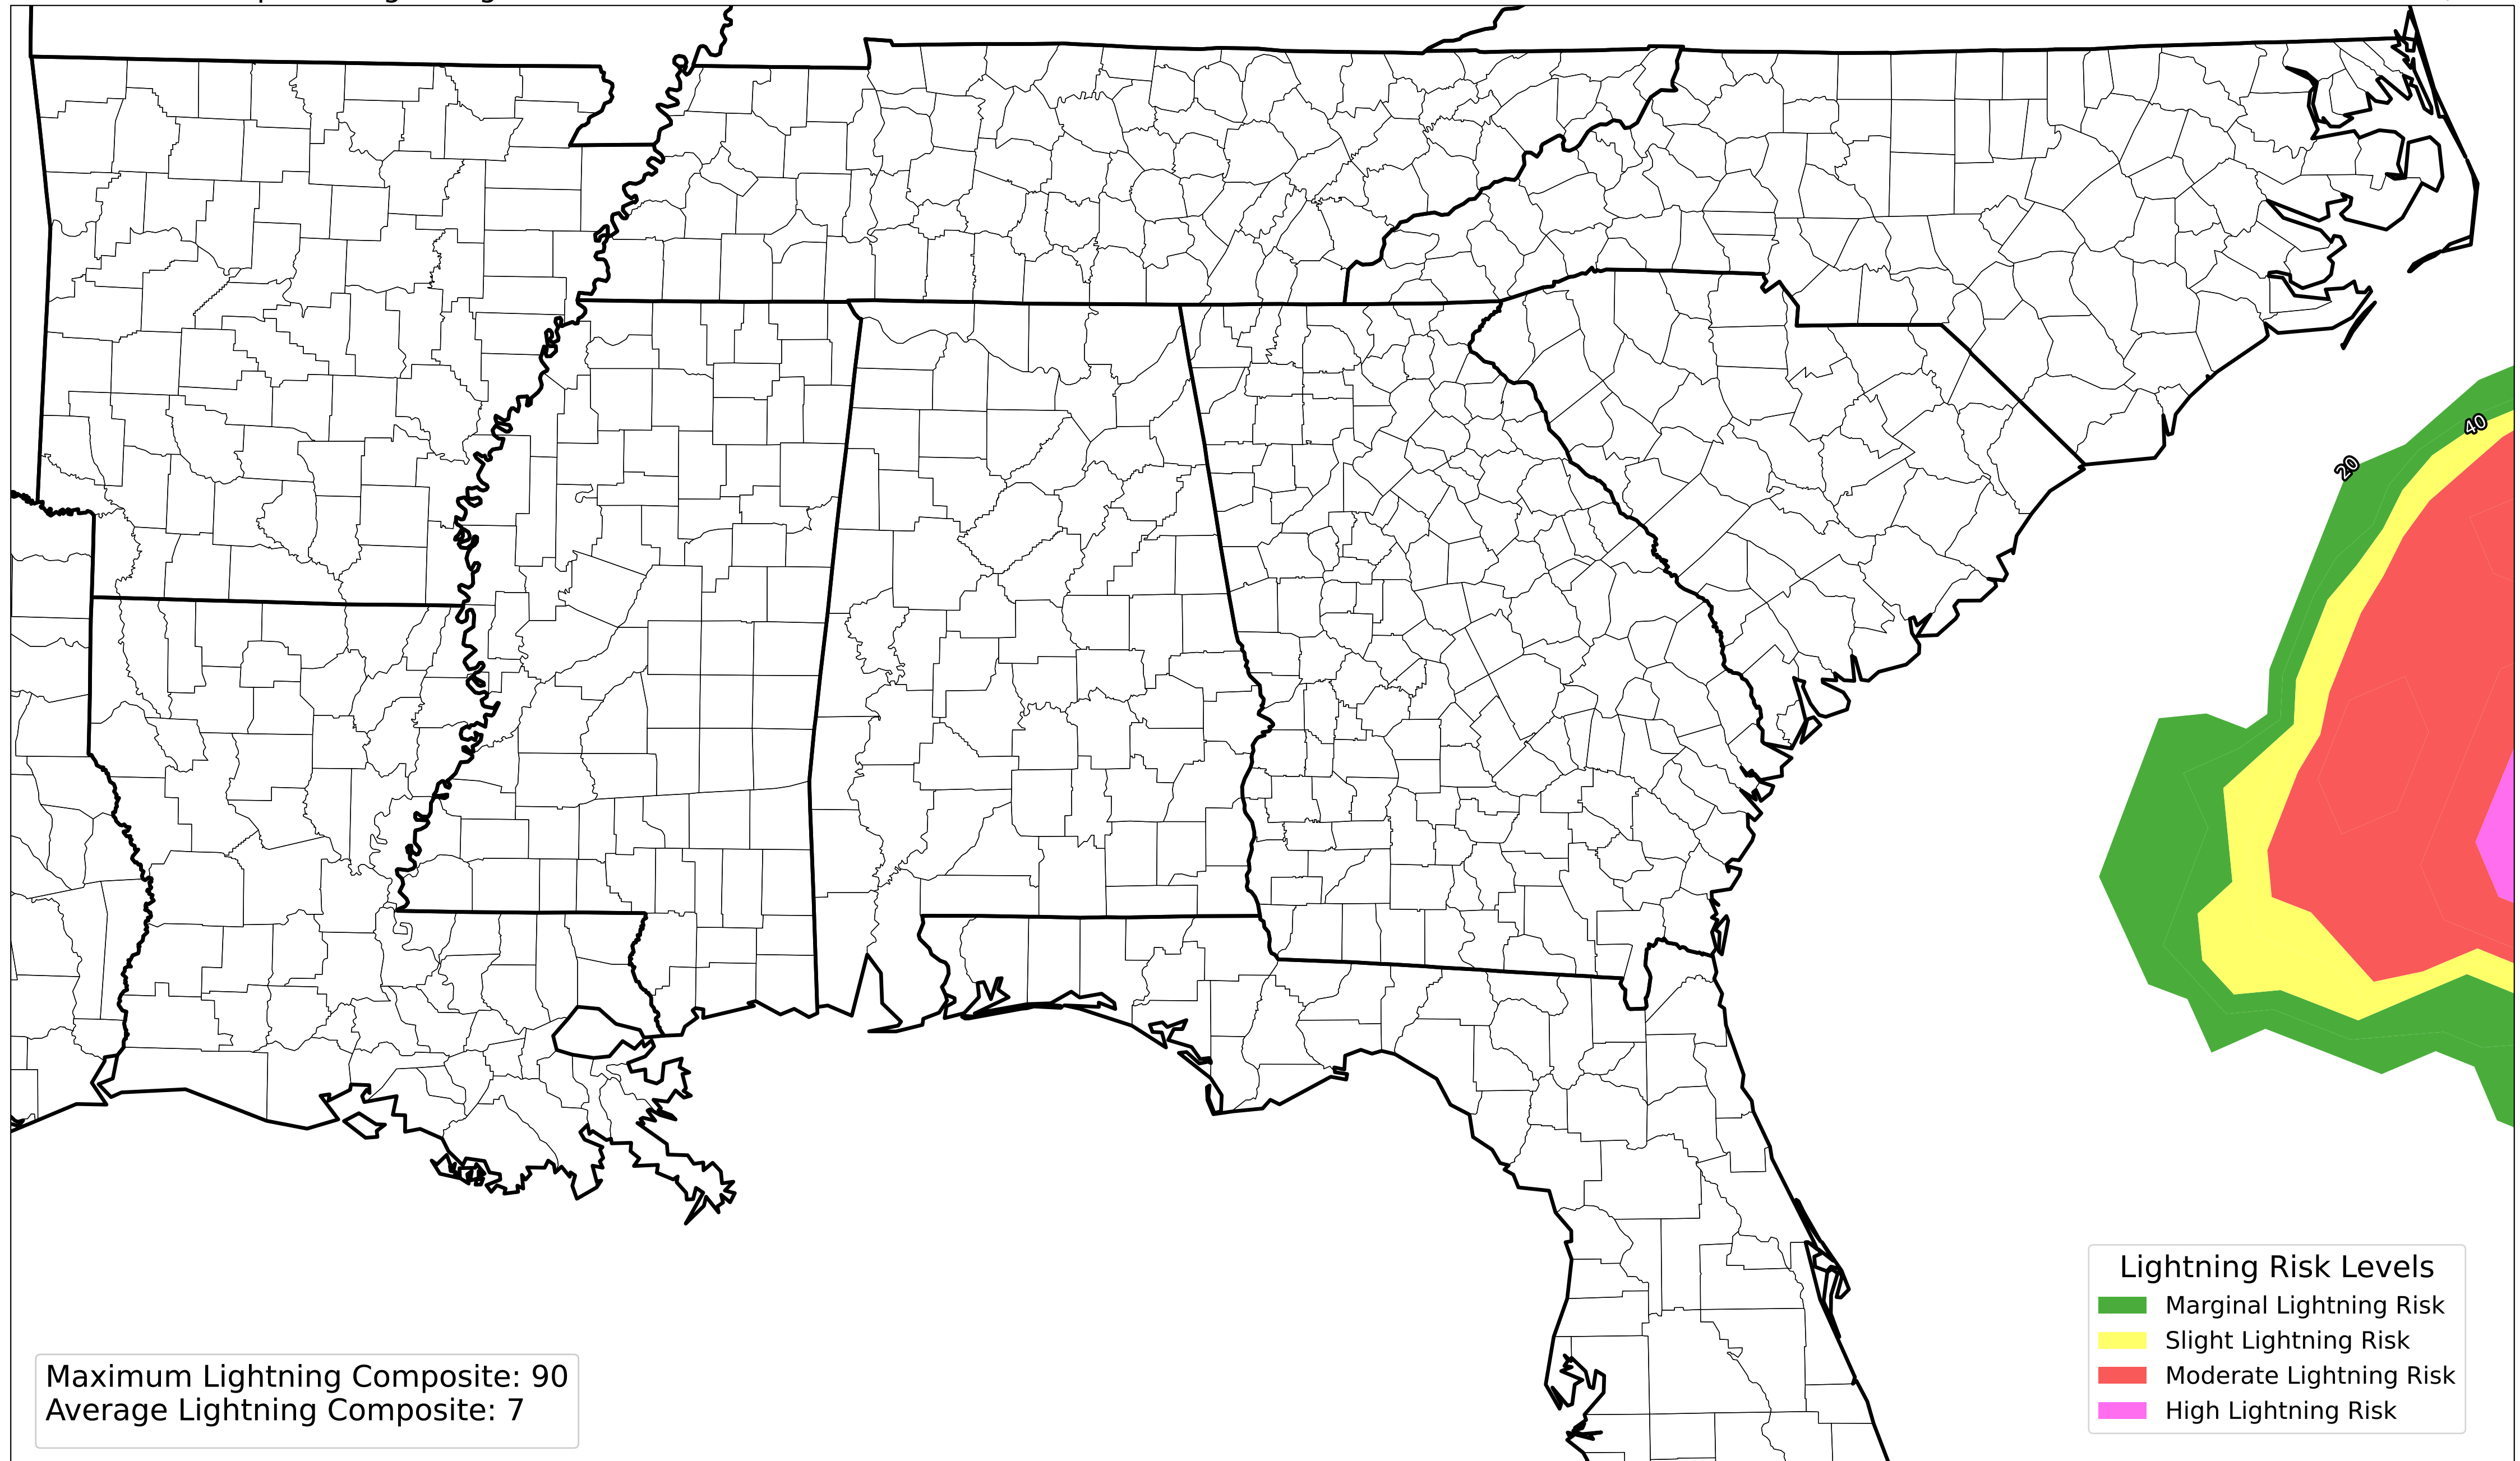 40
20
Lightning Risk Levels
Marginal Lightning Risk
Slight Lightning Risk
Moderate Lightning Risk
High Lightning Risk
Maximum Lightning Composite: 90
Average Lightning Composite: 7